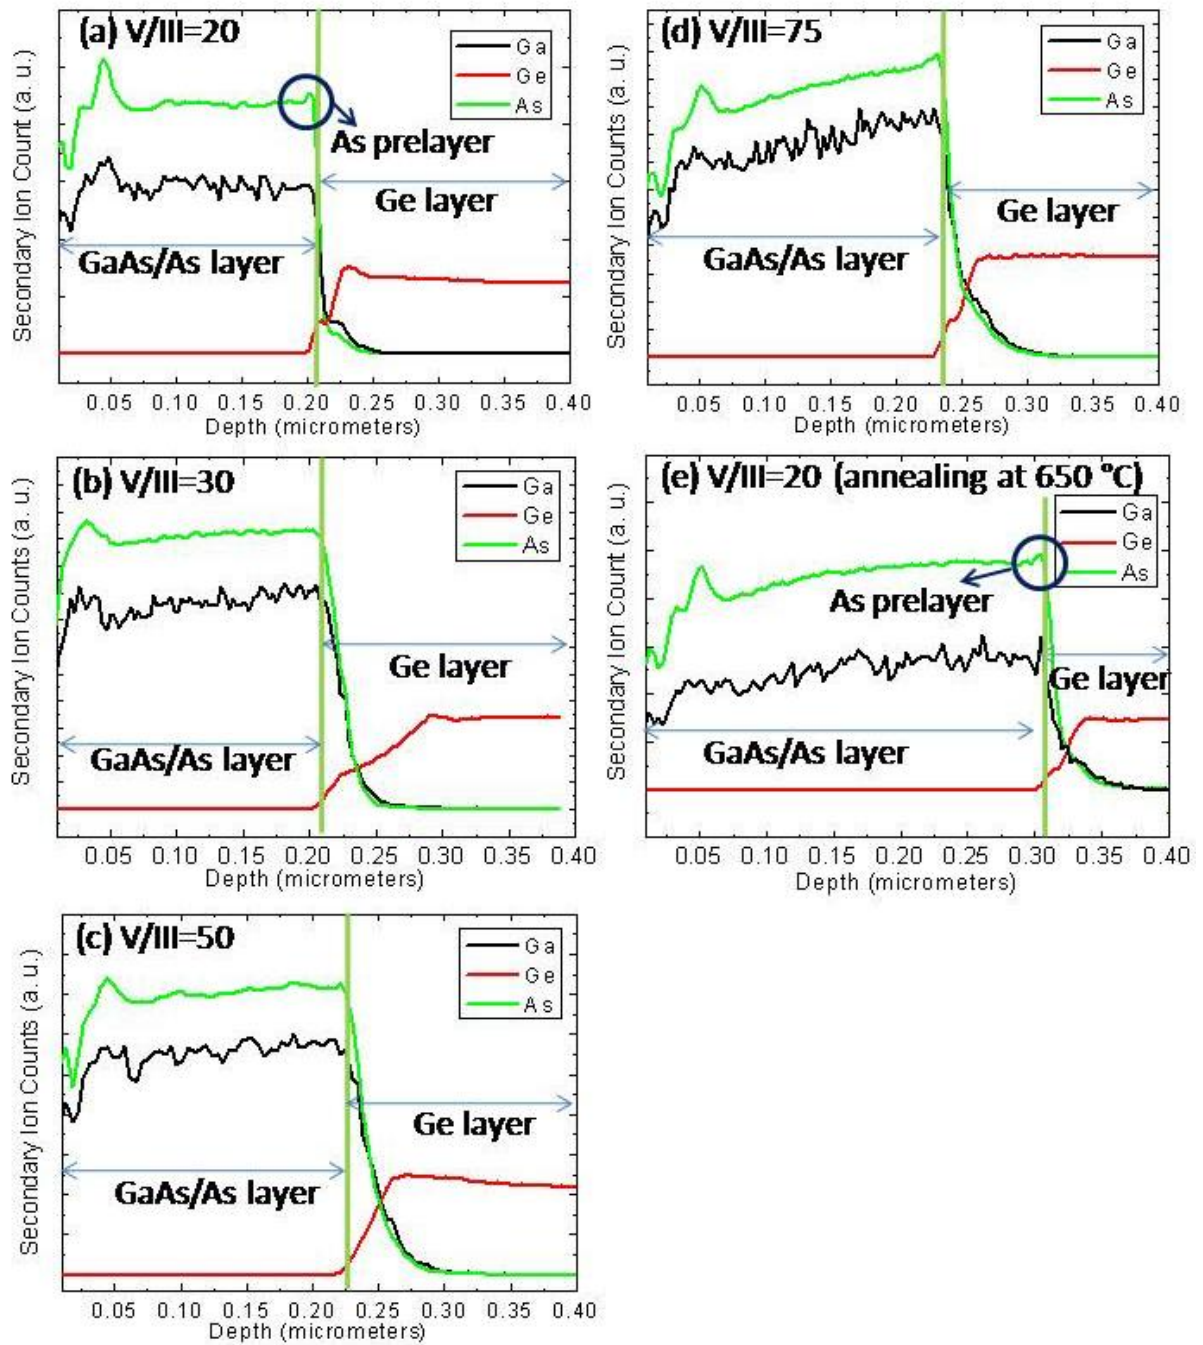 (a) V/III=20
Ga
Ge
As
As prelayer
Ge layer
GaAs/As layer
Secondary Ion Count (a. u.)
0.05 0.10 0.15 0.20 0.25 0.30 0.35 0.40
Depth (micrometers)
(d) V/III=75
Ga
Ge
As
Ge layer
GaAs/As layer
Secondary Ion Counts (a. u.)
0.05 0.10 0.15 0.20 0.25 0.30 0.35 0.40
Depth (micrometers)
(b) V/III=30
Ga
Ge
As
Ge layer
GaAs/As layer
Secondary Ion Counts (a. u.)
0.05 0.10 0.15 0.20 0.25 0.30 0.35 0.40
Depth (micrometers)
(e) V/III=20 (annealing at 650 °C)
Ga
Ge
As
As prelayer
Ge layer
GaAs/As layer
Secondary Ion Count (a. u.)
0.05 0.10 0.15 0.20 0.25 0.30 0.35 0.40
Depth (micrometers)
(c) V/III=50
Ga
Ge
As
Ge layer
GaAs/As layer
Secondary Ion Counts (a. u.)
0.05 0.10 0.15 0.20 0.25 0.30 0.35 0.40
Depth (micrometers)